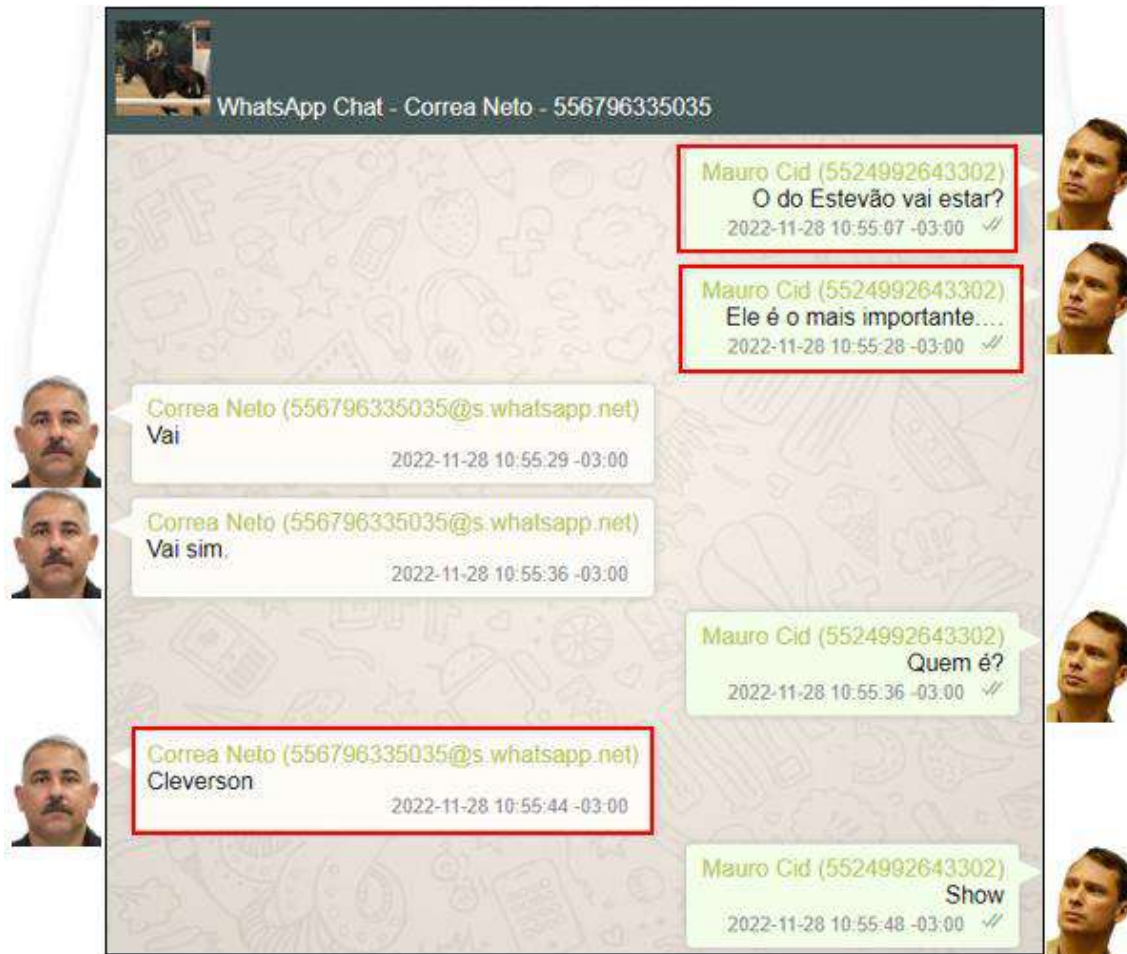 WhatsApp Chat - Correa Neto - 556796335035
Mauro Cid (5524992643302)
O do Estevão vai estar?
2022-11-28 10:55:07 -03:00
Mauro Cid (5524992643302)
Ele é o mais importante....
2022-11-28 10:55:28 -03:00
Correa Neto (556796335035@s.whatsapp.net)
Vai
2022-11-28 10:55:29 -03:00
Correa Neto (556796335035@s.whatsapp.net)
Vai sim.
2022-11-28 10:55:36 -03:00
Mauro Cid (5524992643302)
Quem é?
2022-11-28 10:55:36 -03:00
Correa Neto (556796335035@s.whatsapp.net)
Cleverson
2022-11-28 10:55:44 -03:00
Mauro Cid (5524992643302)
Show
2022-11-28 10:55:48 -03:00